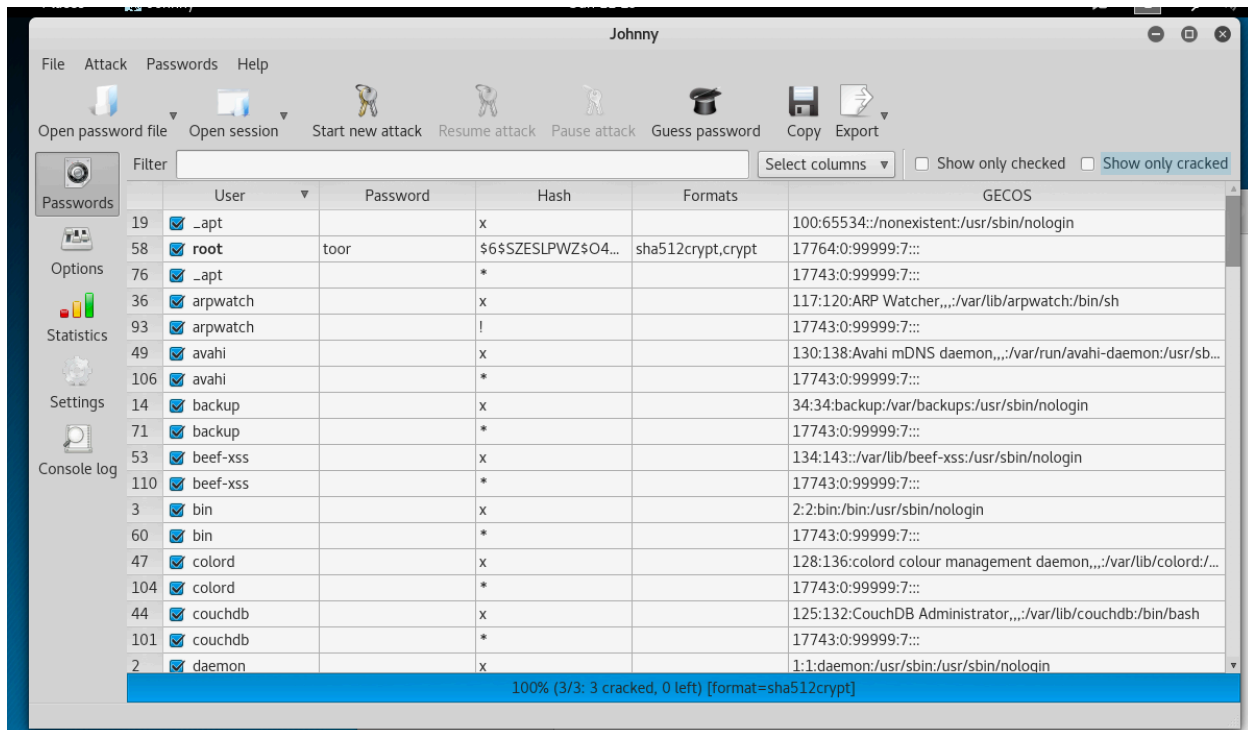 Johnny
File Attack Passwords Help
Open password file Open session Start new attack Resume attack Pause attack Guess password Copy Export
Filter Select columns Show only checked Show only cracked
Passwords
Options
Statistics
Settings
Console log
User Password Hash Formats GECOS
19 _apt x 100:65534::/nonexistent:/usr/sbin/nologin
58 root toor $6$SZESLPWZ$O4... sha512crypt,crypt 17764:0:99999:7:::
76 _apt * 17743:0:99999:7:::
36 arpwatch x 117:120:ARP Watcher,,,:/var/lib/arpwatch:/bin/sh
93 arpwatch ! 17743:0:99999:7:::
49 avahi x 130:138:Avahi mDNS daemon,,,:/var/run/avahi-daemon:/usr/sb...
106 avahi * 17743:0:99999:7:::
14 backup x 34:34:backup:/var/backups:/usr/sbin/nologin
71 backup * 17743:0:99999:7:::
53 beef-xss x 134:143::/var/lib/beef-xss:/usr/sbin/nologin
110 beef-xss * 17743:0:99999:7:::
3 bin x 2:2:bin:/bin:/usr/sbin/nologin
60 bin * 17743:0:99999:7:::
47 colord x 128:136:colord colour management daemon,,,:/var/lib/colord:/...
104 colord * 17743:0:99999:7:::
44 couchdb x 125:132:CouchDB Administrator,,,:/var/lib/couchdb:/bin/bash
101 couchdb * 17743:0:99999:7:::
2 daemon x 1:1:daemon:/usr/sbin:/usr/sbin/nologin
100% (3/3: 3 cracked, 0 left) [format=sha512crypt]